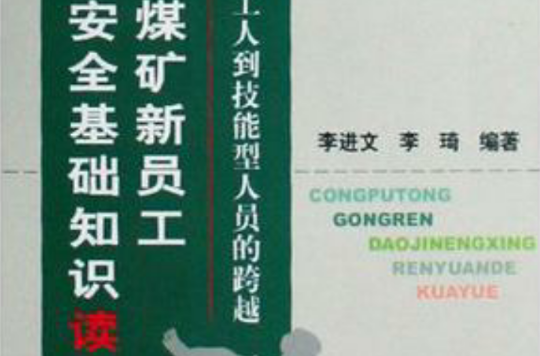 煤矿新员工
安全基础知识读
工人到技能型人员的跨越
李进文 李琦 编著
CONGPUTONG
GONGREN
DAOJINENGXING
RENYUANDE
KUAYUE